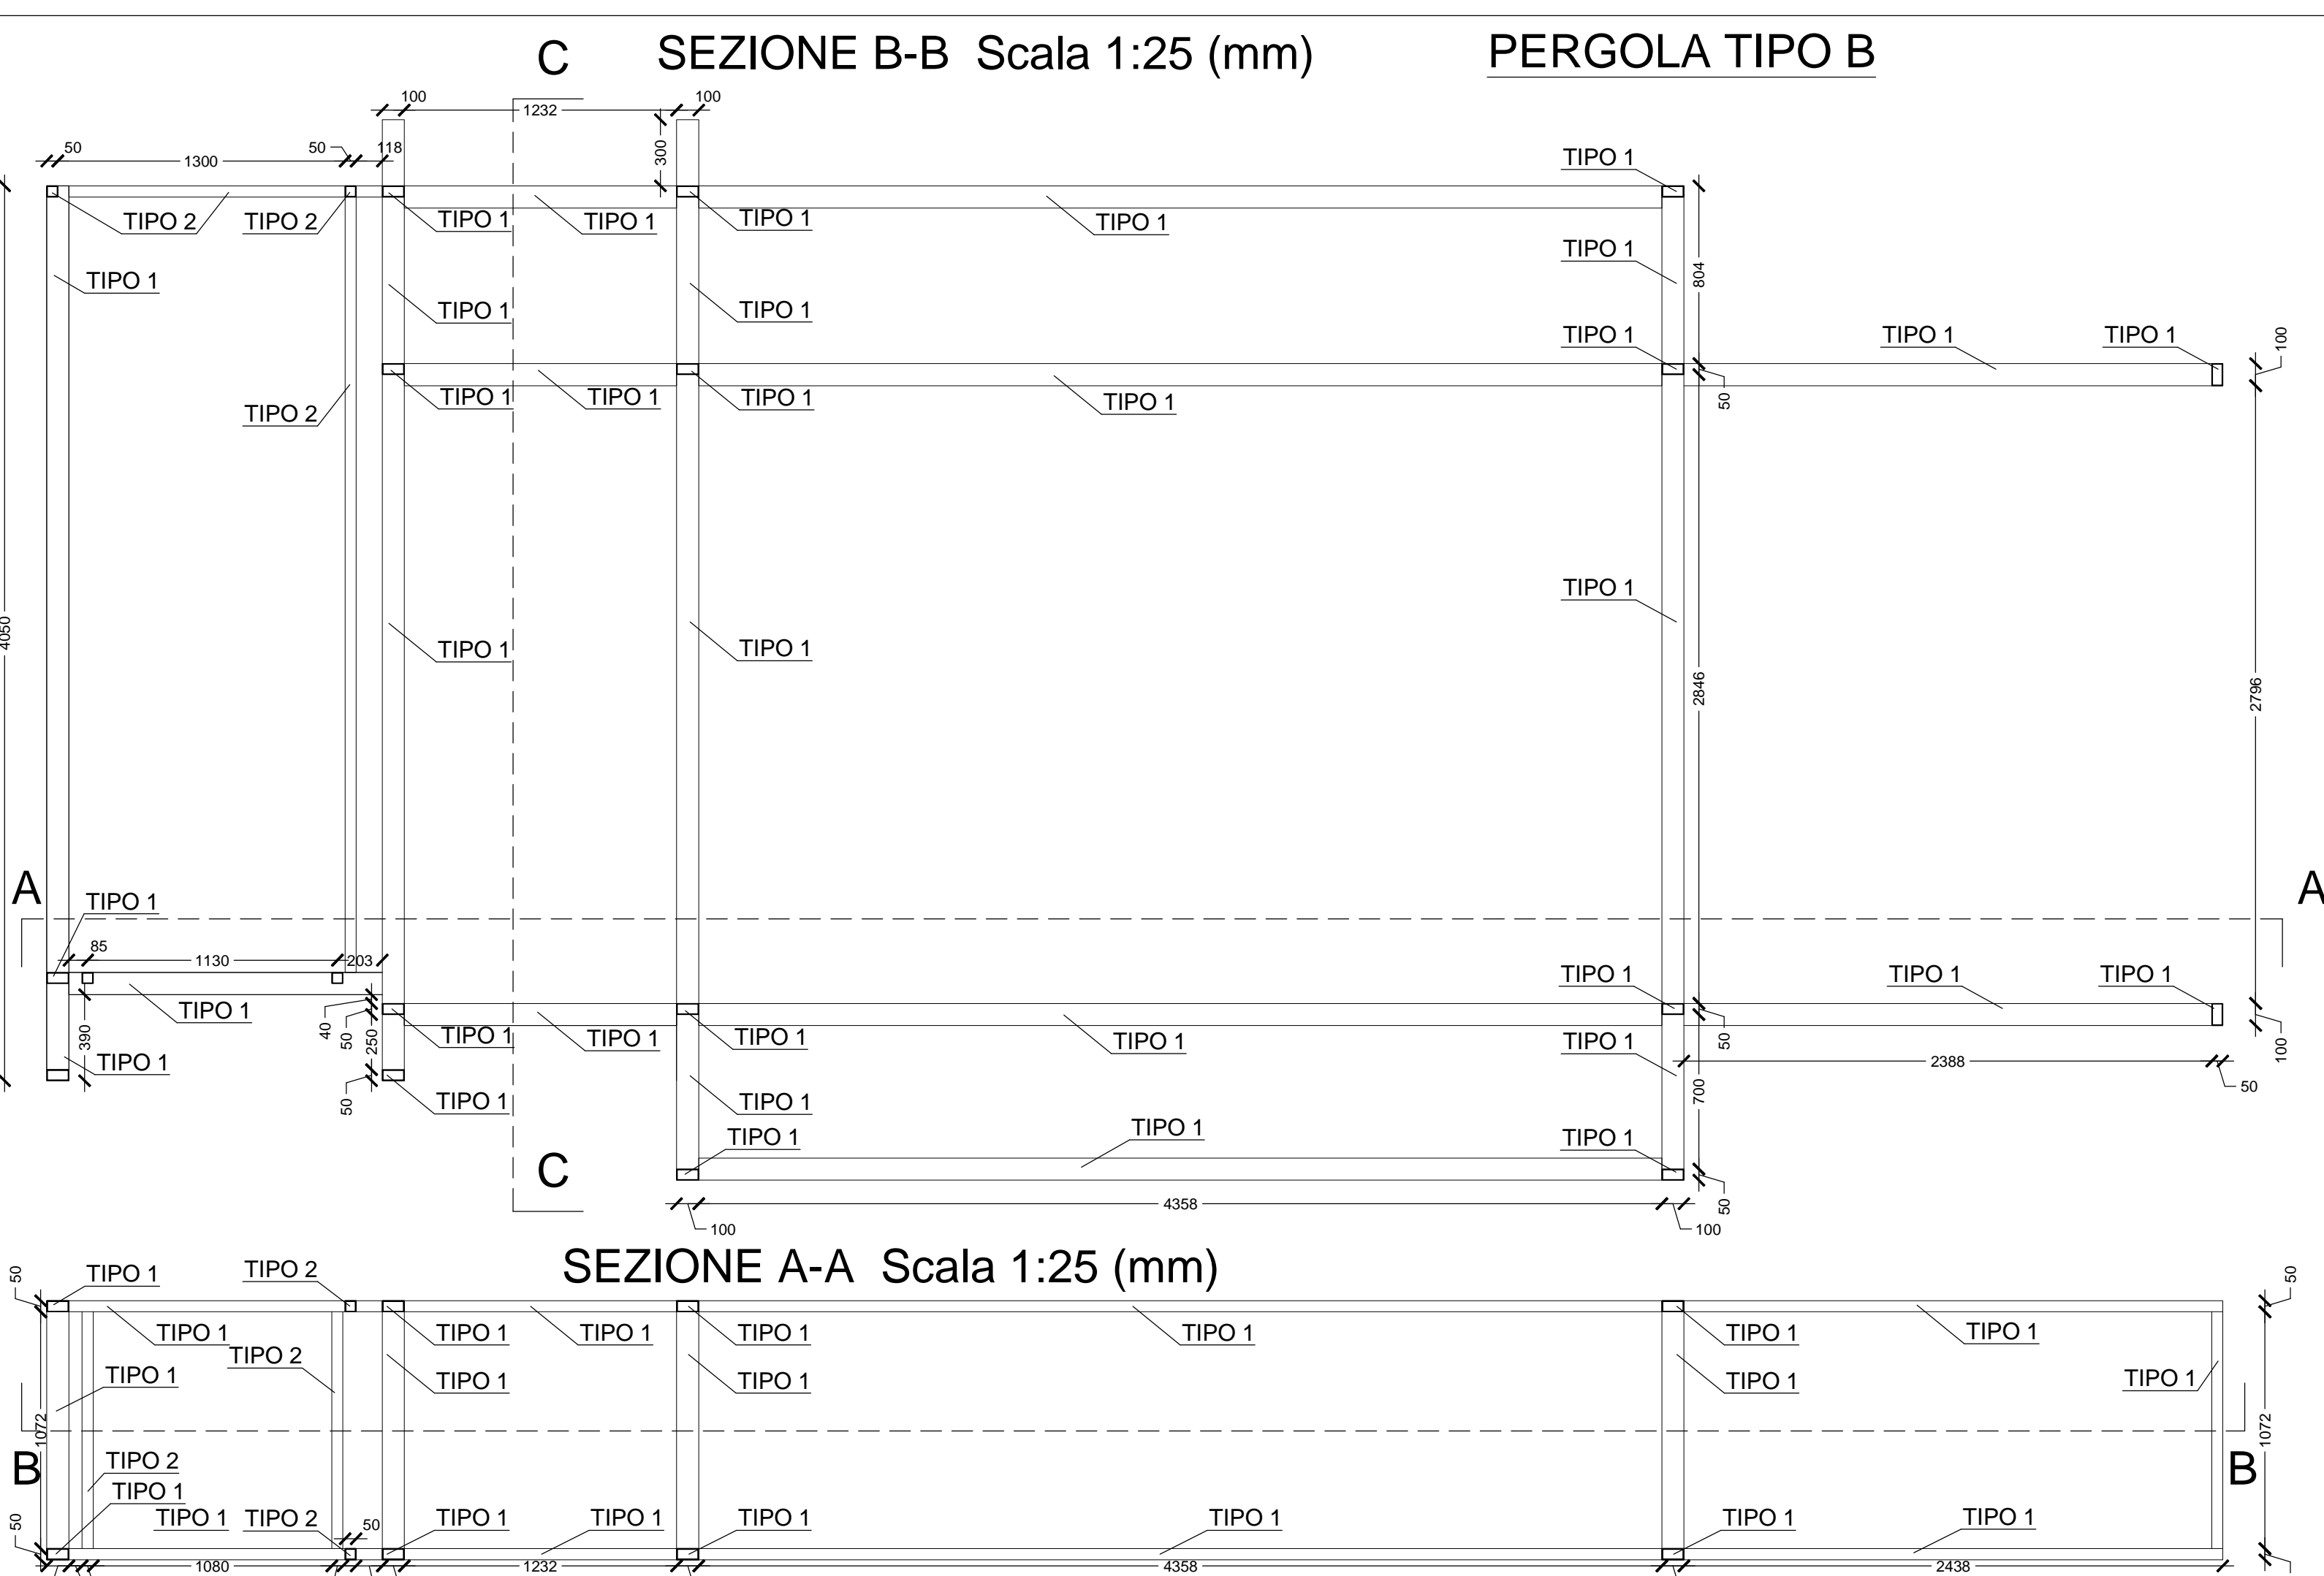 C SEZIONE B-B Scala 1:25 (mm) PERGOLA TIPO B
100 1232 100
50 1300 50 118 300 TIPO 1
TIPO 2 TIPO 2 TIPO 1 TIPO 1 TIPO 1 TIPO 1
TIPO 1 TIPO 1 804
TIPO 1 TIPO 1
TIPO 1 TIPO 1 TIPO 1 100
TIPO 2 TIPO 1 TIPO 1 TIPO 1 TIPO 1 50
TIPO 1
4050 TIPO 1 TIPO 1
2846 2796
A A
TIPO 1
85 1130 203
TIPO 1 TIPO 1 TIPO 1
TIPO 1
390 40 50 250 TIPO 1 TIPO 1 TIPO 1 TIPO 1 TIPO 1 50 100
TIPO 1 2388
50 TIPO 1 TIPO 1 700 50
TIPO 1 TIPO 1 TIPO 1
C
4358 50
100 100
SEZIONE A-A Scala 1:25 (mm)
50 TIPO 1 TIPO 2 50
TIPO 1 TIPO 1 TIPO 1 TIPO 1 TIPO 1 TIPO 1 TIPO 1
TIPO 2
TIPO 1 TIPO 1 TIPO 1 TIPO 1 TIPO 1
1072 1072
B TIPO 2 B
TIPO 1
50 TIPO 1 TIPO 2 50 TIPO 1 TIPO 1 TIPO 1 TIPO 1 TIPO 1 TIPO 1
1080 1232 4358 2438